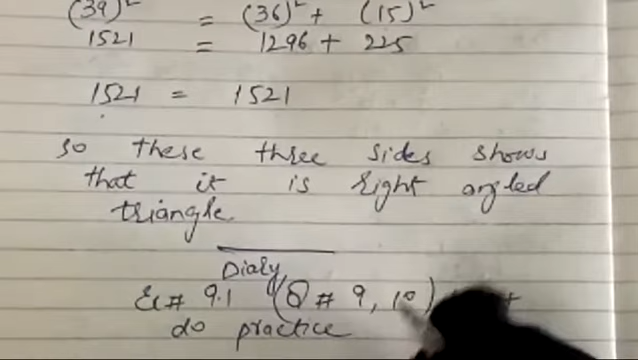 (39)² = (36)² + (15)²
1521 = 1296 + 225
1521 = 1521
so these three sides shows
that it is right angled
triangle.
Diary
Ex# 9.1 (Q # 9, 10)
do practice